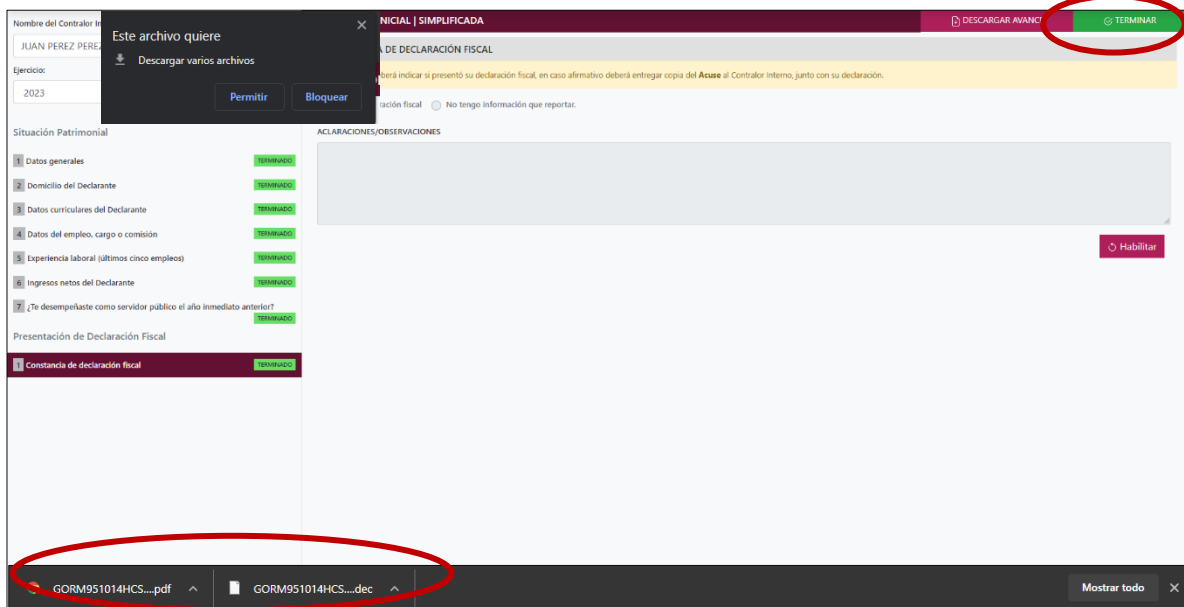 Nombre del Contralor In
JUAN PEREZ PEREZ
Ejercicio:
2023
Este archivo quiere
Descargar varios archivos
Permitir
Bloquear
NICIAL | SIMPLIFICADA
DESCARGAR AVANCE
TERMINAR
A DE DECLARACIÓN FISCAL
berá indicar si presentó su declaración fiscal, en caso afirmativo deberá entregar copia del Acuse al Contralor Interno, junto con su declaración.
ración fiscal
No tengo información que reportar.
ACLARACIONES/OBSERVACIONES
Habilitar
Situación Patrimonial
1 Datos generales TERMINADO
2 Domicilio del Declarante TERMINADO
3 Datos curriculares del Declarante TERMINADO
4 Datos del empleo, cargo o comisión TERMINADO
5 Experiencia laboral (últimos cinco empleos) TERMINADO
6 Ingresos netos del Declarante TERMINADO
7 ¿Te desempeñaste como servidor público el año inmediato anterior?
TERMINADO
Presentación de Declaración Fiscal
1 Constancia de declaración fiscal TERMINADO
GORM951014HCS....pdf
GORM951014HCS....dec
Mostrar todo